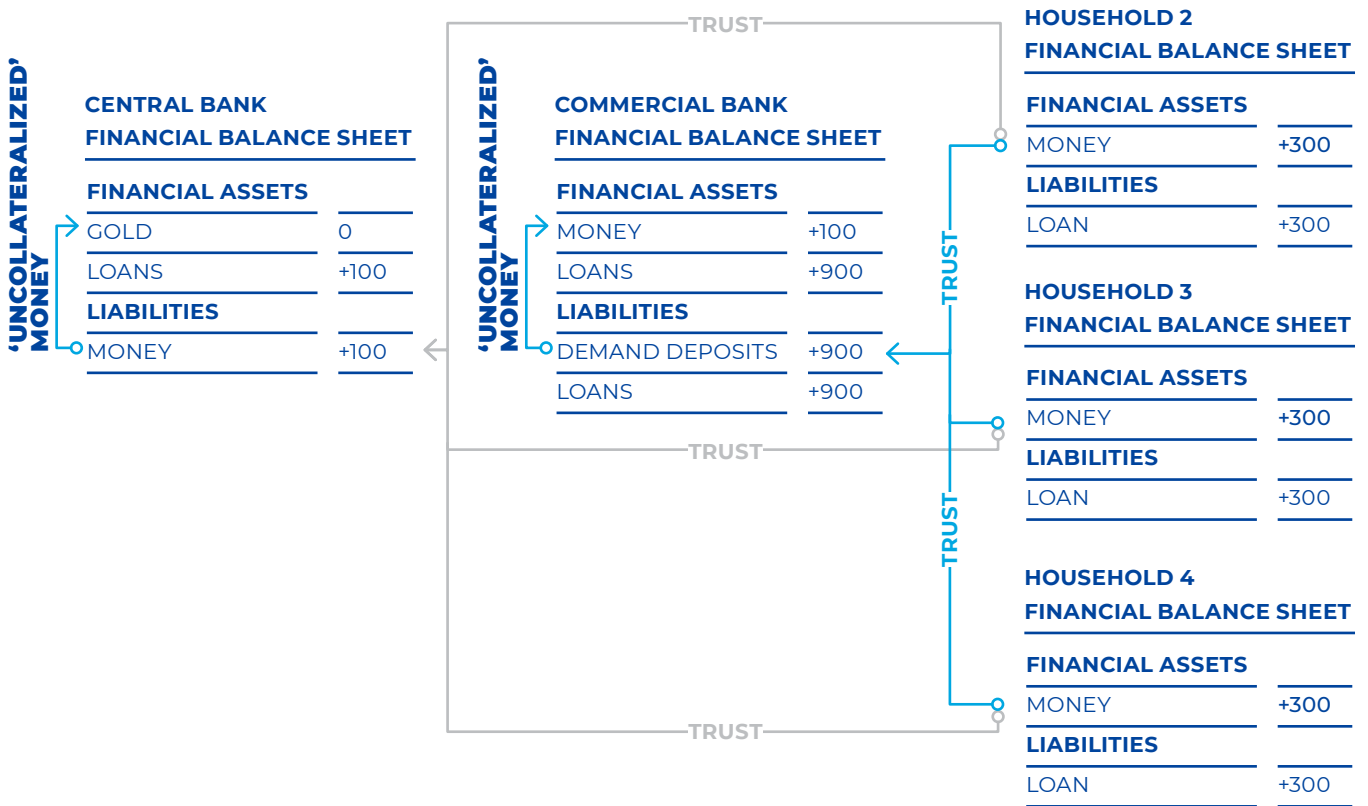 ‘UNCOLLATERALIZED’
MONEY
CENTRAL BANK
FINANCIAL BALANCE SHEET
FINANCIAL ASSETS
GOLD 0
LOANS +100
LIABILITIES
MONEY +100
‘UNCOLLATERALIZED’
MONEY
COMMERCIAL BANK
FINANCIAL BALANCE SHEET
FINANCIAL ASSETS
MONEY +100
LOANS +900
LIABILITIES
DEMAND DEPOSITS +900
LOANS +900
TRUST
TRUST
TRUST
TRUST
TRUST
HOUSEHOLD 2
FINANCIAL BALANCE SHEET
FINANCIAL ASSETS
MONEY +300
LIABILITIES
LOAN +300
HOUSEHOLD 3
FINANCIAL BALANCE SHEET
FINANCIAL ASSETS
MONEY +300
LIABILITIES
LOAN +300
HOUSEHOLD 4
FINANCIAL BALANCE SHEET
FINANCIAL ASSETS
MONEY +300
LIABILITIES
LOAN +300